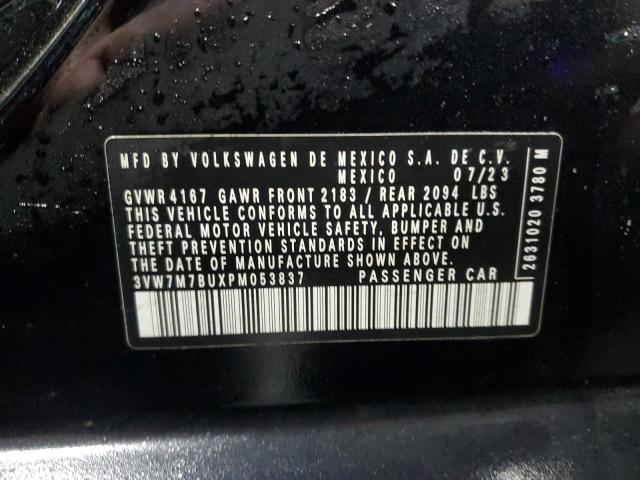 MFD BY VOLKSWAGEN DE MEXICO S.A. DE C.V.
MEXICO 07/23
GVWR 4167 GAWR FRONT 2183 / REAR 2094 LBS
THIS VEHICLE CONFORMS TO ALL APPLICABLE U.S.
FEDERAL MOTOR VEHICLE SAFETY, BUMPER AND
THEFT PREVENTION STANDARDS IN EFFECT ON
THE DATE OF MANUFACTURE SHOWN ABOVE.
3VW7M7BUXPM053837 PASSENGER CAR
2631020 3780 M